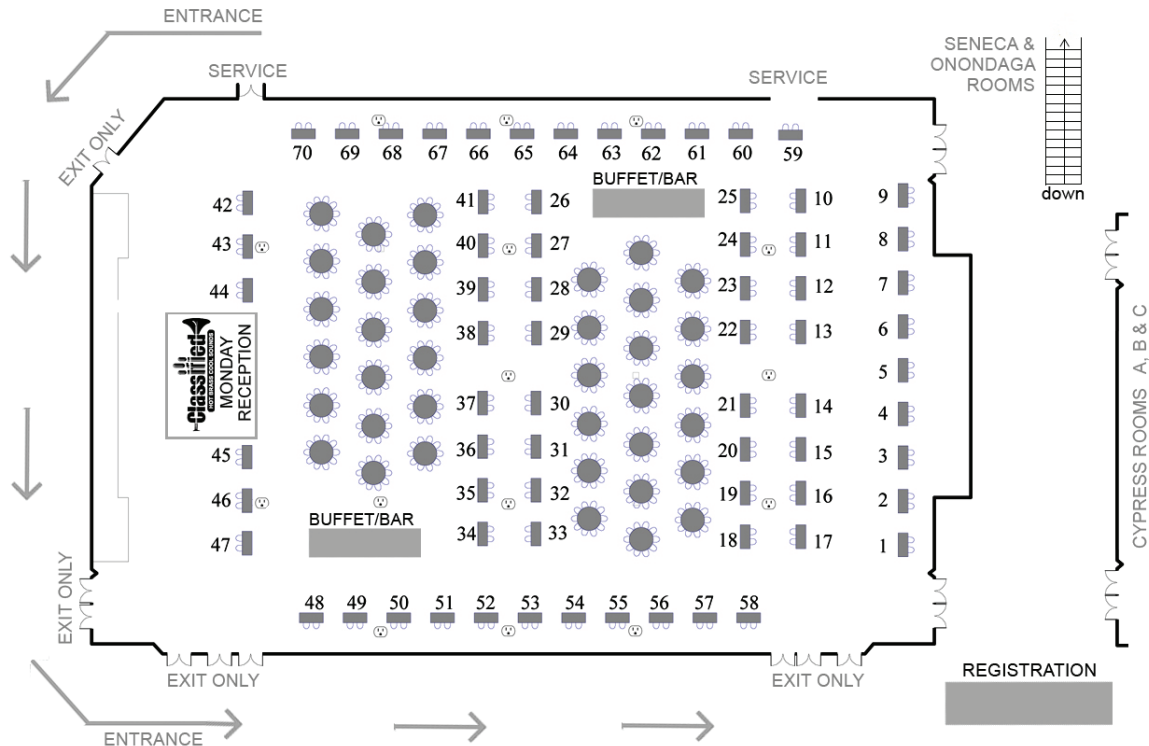 ENTRANCE
SERVICE
SERVICE
SENECA &
ONONDAGA
ROOMS
down
EXIT ONLY
70 69 68 67 66 65 64 63 62 61 60 59
BUFFET/BAR
42 41 26 25 10 9
43 40 27 24 11 8
44 39 28 23 12 7
38 29 22 13 6
5
Classified
HOT BRASS COOL SOUNDS
MONDAY
RECEPTION
37 30 21 14 4
45 36 31 20 15 3
46 35 32 19 16 2
47 34 33 18 17 1
BUFFET/BAR
CYPRESS ROOMS A, B & C
EXIT ONLY
48 49 50 51 52 53 54 55 56 57 58
EXIT ONLY
EXIT ONLY
REGISTRATION
ENTRANCE